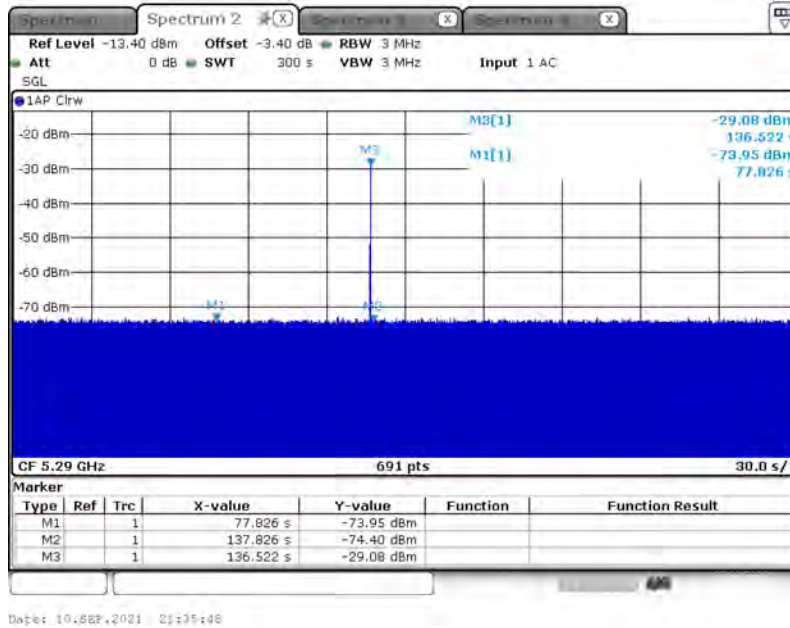 Spectrum Spectrum 2 X Spectrum 3 X Spectrum 4 X
Ref Level -13.40 dBm Offset -3.40 dB RBW 3 MHz
Att 0 dB SWT 300 s VBW 3 MHz Input 1 AC
SGL
1AP Clrw
M3[1] -29.08 dBm
136.522 s
M1[1] -73.95 dBm
77.826 s
-20 dBm
-30 dBm
-40 dBm
-50 dBm
-60 dBm
-70 dBm
M3
M1
M2
CF 5.29 GHz 691 pts 30.0 s/
Marker
Type Ref Trc X-value Y-value Function Function Result
M1 1 77.826 s -73.95 dBm
M2 1 137.826 s -74.40 dBm
M3 1 136.522 s -29.08 dBm
Date: 10.SEP.2021 21:35:48